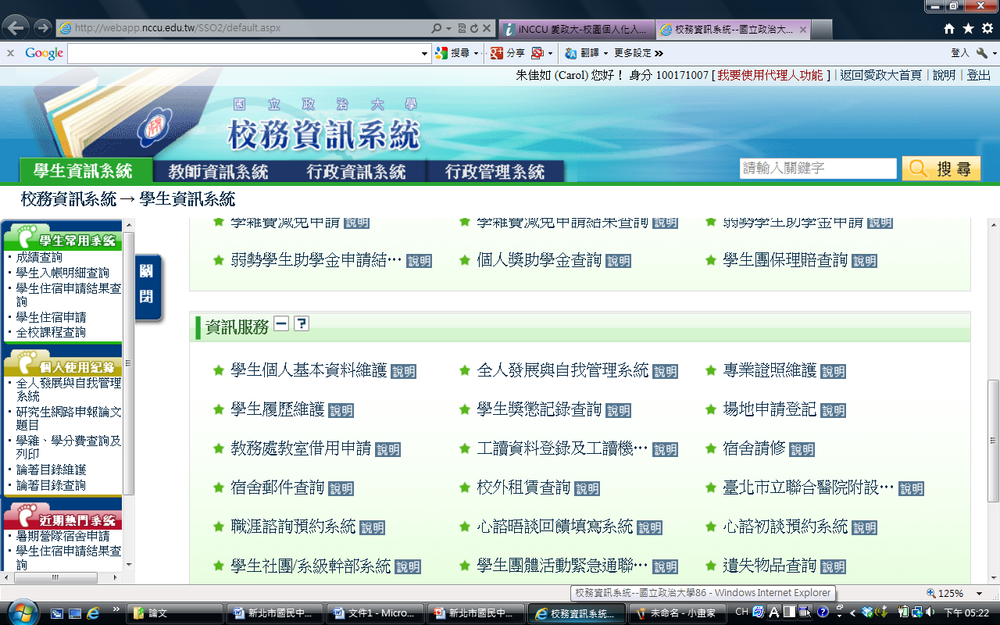 http://webapp.nccu.edu.tw/SSO2/default.aspx
iNCCU 愛政大-校園個人化入...
校務資訊系統--國立政治大...
x Google 搜尋 分享 翻譯 更多設定 » 登入
朱佳如 (Carol) 您好！ 身分 100171007 [ 我要使用代理人功能 ] | 返回愛政大首頁 | 說明 | 登出
國立政治大學
校務資訊系統
學生資訊系統 教師資訊系統 行政資訊系統 行政管理系統
請輸入關鍵字 搜尋
校務資訊系統 → 學生資訊系統
學生常用系統
・成績查詢
・學生入帳明細查詢
・學生住宿申請結果查
詢
・學生住宿申請
・全校課程查詢
個人使用紀錄
・全人發展與自我管理
系統
・研究生網路申報論文
題目
・學雜、學分費查詢及
列印
・論著目錄維護
・論著目錄查詢
近期熱門系統
・暑期營隊宿舍申請
・學生住宿申請結果查
詢
關
閉
學雜費減免申請 說明 學雜費減免申請結果查詢 說明 弱勢學生助學金申請 說明
弱勢學生助學金申請結… 說明 個人獎助學金查詢 說明 學生團保理賠查詢 說明
資訊服務 − ?
學生個人基本資料維護 說明 全人發展與自我管理系統 說明 專業證照維護 說明
學生履歷維護 說明 學生獎懲記錄查詢 說明 場地申請登記 說明
教務處教室借用申請 說明 工讀資料登錄及工讀機… 說明 宿舍請修 說明
宿舍郵件查詢 說明 校外租賃查詢 說明 臺北市立聯合醫院附設… 說明
職涯諮詢預約系統 說明 心諮晤談回饋填寫系統 說明 心諮初談預約系統 說明
學生社團/系級幹部系統 說明 學生團體活動緊急通聯… 說明 遺失物品查詢 說明
校務資訊系統--國立政治大學86 - Windows Internet Explorer
125%
» 論文 新北市國民中... 文件1 - Micro... 新北市國民中... 校務資訊系統... 未命名 - 小畫家 CH A 下午 05:22